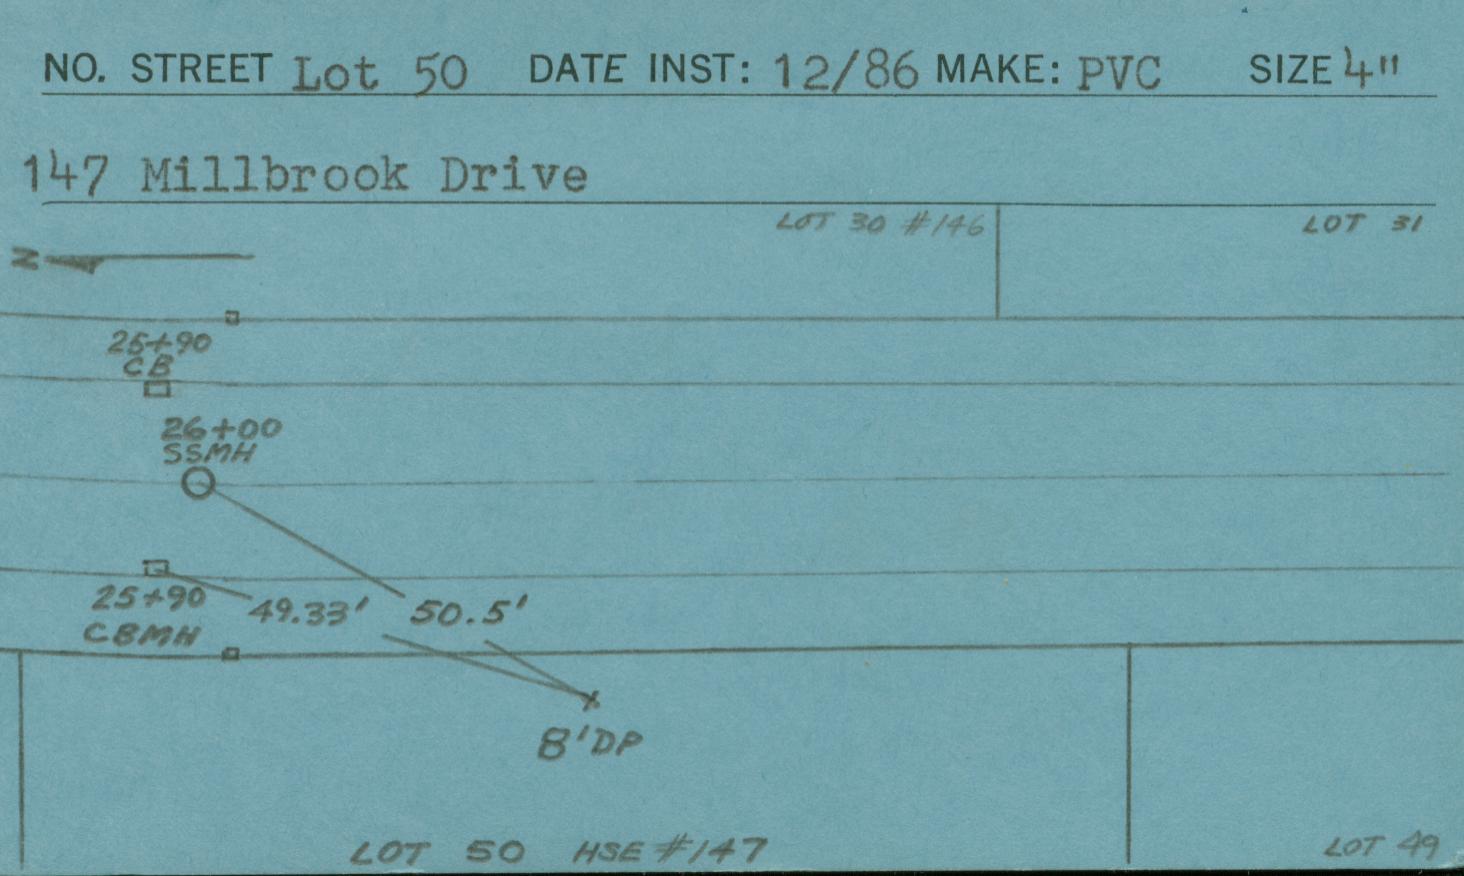 NO. STREET Lot 50 DATE INST: 12/86 MAKE: PVC SIZE 4"
147 Millbrook Drive
LOT 30 #146
LOT 31
N
25+90
CB
26+00
SSMH
25+90
CBMH
49.33'
50.5'
8'DP
LOT 50 HSE #147
LOT 49